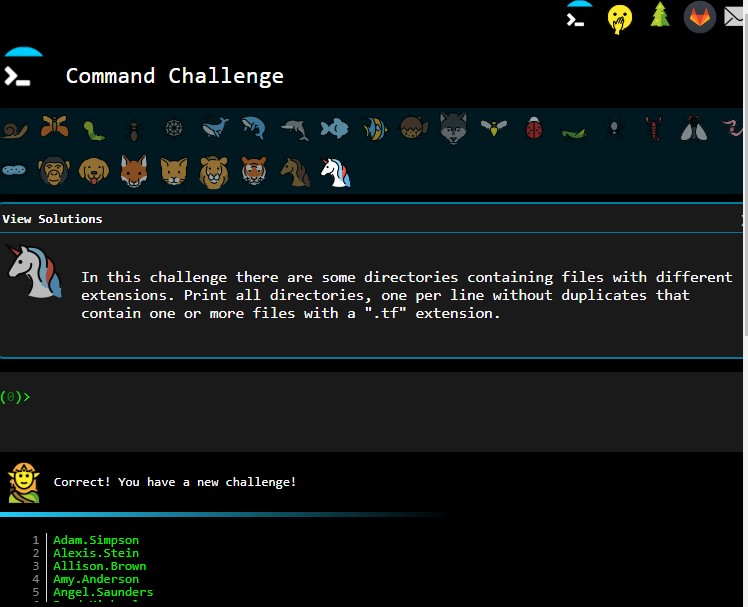 Command Challenge
View Solutions
In this challenge there are some directories containing files with different
extensions. Print all directories, one per line without duplicates that
contain one or more files with a ".tf" extension.
(0)>
Correct! You have a new challenge!
1 Adam.Simpson
2 Alexis.Stein
3 Allison.Brown
4 Amy.Anderson
5 Angel.Saunders